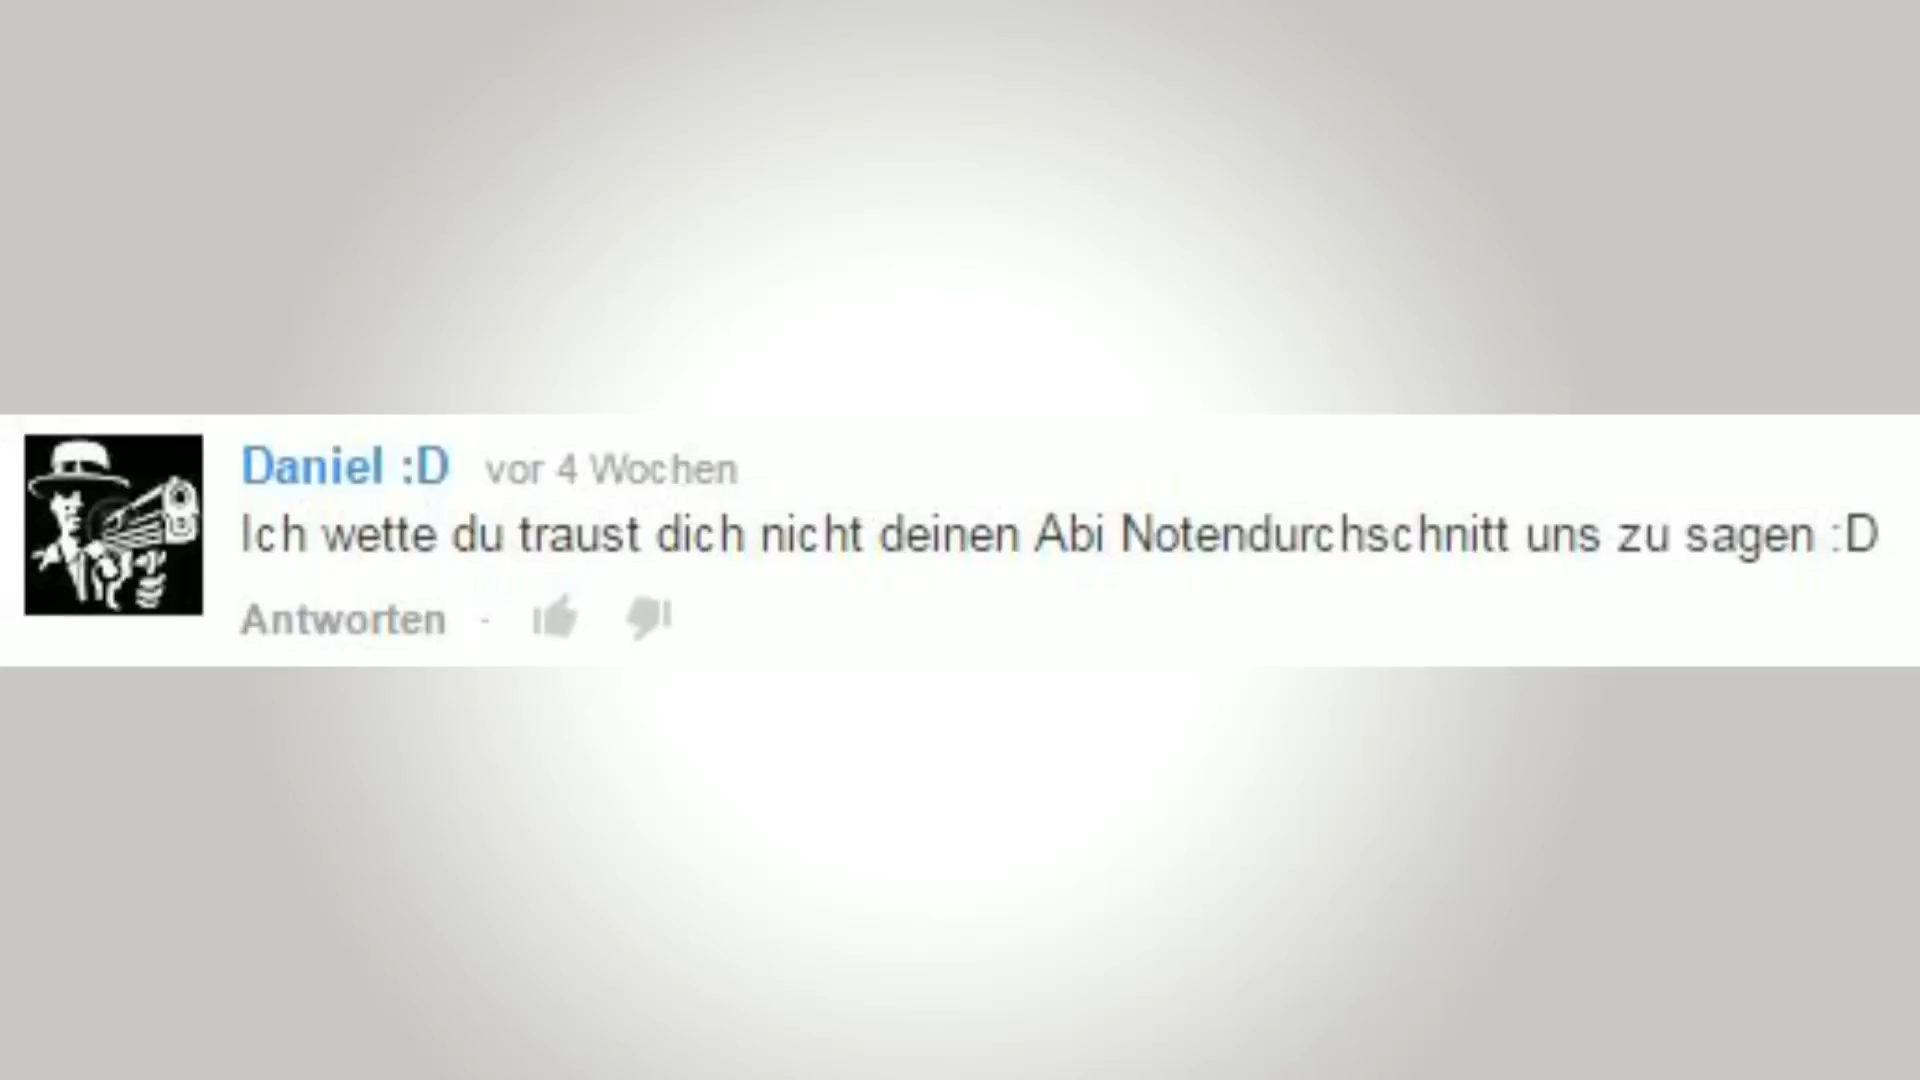 Daniel :D vor 4 Wochen
Ich wette du traust dich nicht deinen Abi Notendurchschnitt uns zu sagen :D
Antworten ·